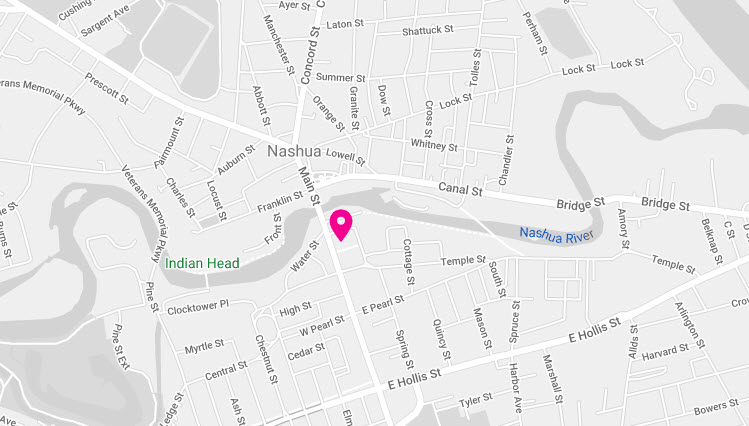 Cushing
Ayer St
Sargent Ave
Manchester St
Concord St
C
Laton St
Shattuck St
Perham St
Tolles St
Lock St
Lock St
Summer St
Veterans Memorial Pkwy
Prescott St
Abbott St
Granite St
Dow St
Cross St
Lock St
Orange St
Fairmount St
Whitney St
Chandler St
Auburn St
Nashua
Lowell St
Main St
Charles St
Locust St
Veterans Memorial Pkwy
Franklin St
Canal St
Bridge St
Bridge St
Front St
Amory St
Belknap St
C St
D St
Burns St
Water St
Nashua River
Cottage St
Indian Head
Temple St
Temple St
South St
Pine St
Clocktower Pl
High St
E Pearl St
W Pearl St
Mason St
Spruce St
E Hollis St
Arlington St
Crow
Pine St Ext
Myrtle St
Chestnut St
Cedar St
Spring St
Quincy St
Allds St
Harvard St
Central St
E Hollis St
Harbor Ave
Marshall St
Ledge St
Ash St
Elm
Tyler St
Bowers St
Ave